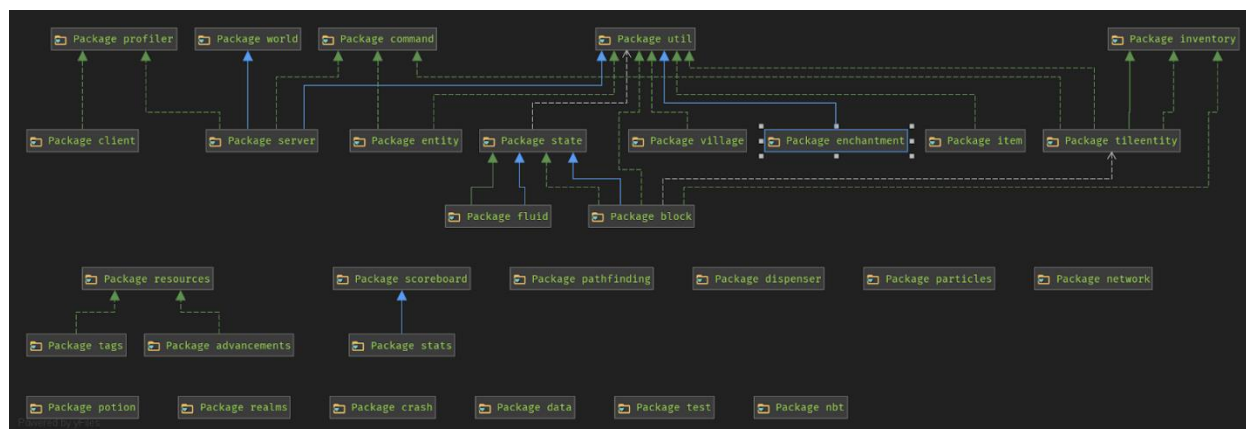 Package profiler
Package world
Package command
Package util
Package inventory
Package client
Package server
Package entity
Package state
Package village
Package enchantment
Package item
Package tileentity
Package fluid
Package block
Package resources
Package scoreboard
Package pathfinding
Package dispenser
Package particles
Package network
Package tags
Package advancements
Package stats
Package potion
Package realms
Package crash
Package data
Package test
Package nbt
Powered by yFiles